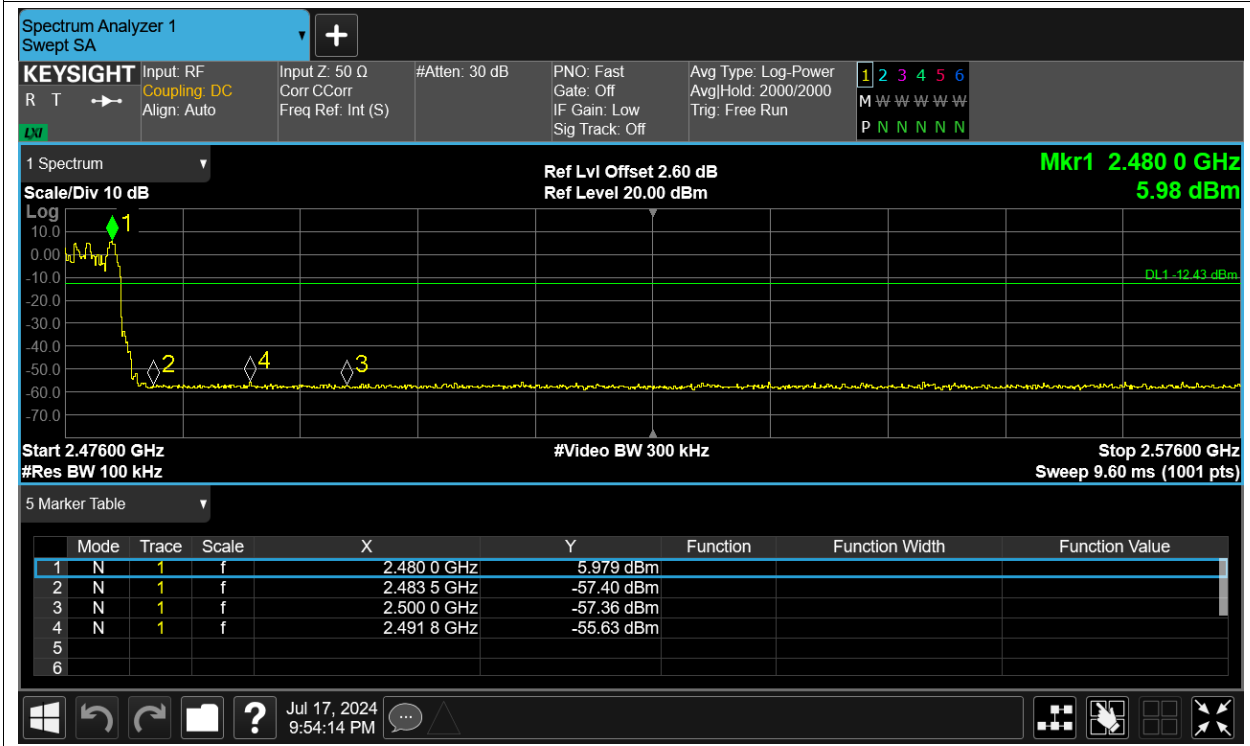 Spectrum Analyzer 1
Swept SA
+
KEYSIGHT Input: RF Input Z: 50 Ω #Atten: 30 dB PNO: Fast Avg Type: Log-Power 1 2 3 4 5 6
R T Coupling: DC Corr CCorr Gate: Off Avg|Hold: 2000/2000 M W W W W W
Align: Auto Freq Ref: Int (S) IF Gain: Low Trig: Free Run
LXI Sig Track: Off P N N N N N
1 Spectrum Ref Lvl Offset 2.60 dB Mkr1 2.480 0 GHz
Scale/Div 10 dB Ref Level 20.00 dBm 5.98 dBm
Log
1
10.0
0.00
DL1 -12.43 dBm
-10.0
-20.0
-30.0
-40.0
2 4 3
-50.0
-60.0
-70.0
Start 2.47600 GHz #Video BW 300 kHz Stop 2.57600 GHz
#Res BW 100 kHz Sweep 9.60 ms (1001 pts)
5 Marker Table
Mode Trace Scale X Y Function Function Width Function Value
1 N 1 f 2.480 0 GHz 5.979 dBm
2 N 1 f 2.483 5 GHz -57.40 dBm
3 N 1 f 2.500 0 GHz -57.36 dBm
4 N 1 f 2.491 8 GHz -55.63 dBm
5
6
? Jul 17, 2024
9:54:14 PM